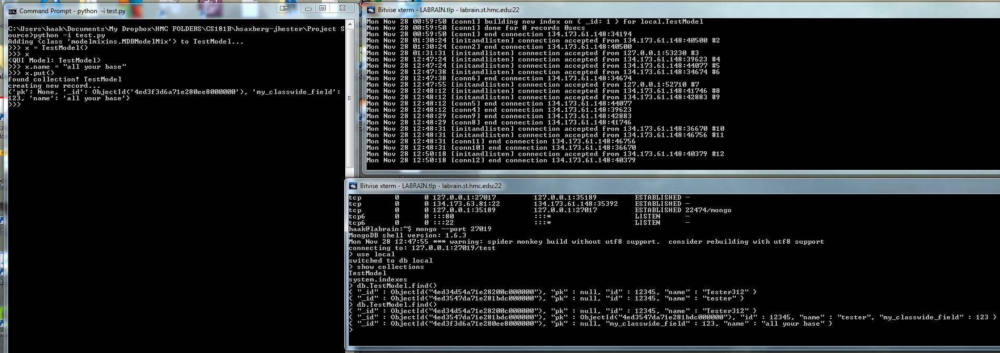 Command Prompt - python  -i test.py
C:\Users\haak\Documents\My Dropbox\HMC FOLDERS\CS181B\hsaxberg-jhester\Project S
ource>python -i test.py
Adding <class 'modelmixins.MDBModelMix'> to TestModel...
>>> x = TestModel()
>>> x
<QUI Model: TestModel>
>>> x.name = "all your base"
>>> x.put()
found collection! TestModel
creating new record...
{'pk': None, '_id': ObjectId('4ed3f3d6a71e280ee8000000'), 'my_classwide_field':
123, 'name': 'all your base'}
>>>
Bitvise xterm - LABRAIN.tlp - labrain.st.hmc.edu:22
Mon Nov 28 00:59:50 [conn1] building new index on { _id: 1 } for local.TestModel
Mon Nov 28 00:59:50 [conn1] done for 0 records 0secs
Mon Nov 28 00:59:50 [conn1] end connection 134.173.61.148:34194
Mon Nov 28 01:30:24 [initandlisten] connection accepted from 134.173.61.148:40500 #2
Mon Nov 28 01:30:24 [conn2] end connection 134.173.61.148:40500
Mon Nov 28 01:31:31 [initandlisten] connection accepted from 127.0.0.1:53230 #3
Mon Nov 28 12:47:24 [initandlisten] connection accepted from 134.173.61.148:39623 #4
Mon Nov 28 12:47:24 [initandlisten] connection accepted from 134.173.61.148:44077 #5
Mon Nov 28 12:47:38 [initandlisten] connection accepted from 134.173.61.148:34674 #6
Mon Nov 28 12:47:38 [conn6] end connection 134.173.61.148:34674
Mon Nov 28 12:47:55 [initandlisten] connection accepted from 127.0.0.1:52710 #7
Mon Nov 28 12:48:12 [initandlisten] connection accepted from 134.173.61.148:41746 #8
Mon Nov 28 12:48:12 [initandlisten] connection accepted from 134.173.61.148:42883 #9
Mon Nov 28 12:48:12 [conn5] end connection 134.173.61.148:44077
Mon Nov 28 12:48:12 [conn4] end connection 134.173.61.148:39623
Mon Nov 28 12:48:29 [conn9] end connection 134.173.61.148:42883
Mon Nov 28 12:48:29 [conn8] end connection 134.173.61.148:41746
Mon Nov 28 12:48:31 [initandlisten] connection accepted from 134.173.61.148:36670 #10
Mon Nov 28 12:48:31 [initandlisten] connection accepted from 134.173.61.148:46756 #11
Mon Nov 28 12:48:31 [conn11] end connection 134.173.61.148:46756
Mon Nov 28 12:48:31 [conn10] end connection 134.173.61.148:36670
Mon Nov 28 12:50:18 [initandlisten] connection accepted from 134.173.61.148:40379 #12
Mon Nov 28 12:50:18 [conn12] end connection 134.173.61.148:40379
Bitvise xterm - LABRAIN.tlp - labrain.st.hmc.edu:22
tcp        0      0 127.0.0.1:27017         127.0.0.1:35189         ESTABLISHED -
tcp        0      0 134.173.63.81:22        134.173.61.148:35392    ESTABLISHED -
tcp        0      0 127.0.0.1:35189         127.0.0.1:27017         ESTABLISHED 22474/mongo
tcp6       0      0 :::80                   :::*                    LISTEN      -
tcp6       0      0 :::22                   :::*                    LISTEN      -
haak@labrain:~$ mongo --port 27019
MongoDB shell version: 1.6.3
Mon Nov 28 12:47:55 *** warning: spider monkey build without utf8 support.  consider rebuilding with utf8 support
connecting to: 127.0.0.1:27019/test
> use local
switched to db local
> show collections
TestModel
system.indexes
> db.TestModel.find()
{ "_id" : ObjectId("4ed34d54a71e28200c000000"), "pk" : null, "id" : 12345, "name" : "Tester312" }
{ "_id" : ObjectId("4ed3547da71e281bdc000000"), "pk" : null, "id" : 12345, "name" : "tester" }
> db.TestModel.find()
{ "_id" : ObjectId("4ed34d54a71e28200c000000"), "pk" : null, "id" : 12345, "name" : "Tester312" }
{ "_id" : ObjectId("4ed3547da71e281bdc000000"), "pk" : ObjectId("4ed3547da71e281bdc000000"), "id" : 12345, "name" : "tester", "my_classwide_field" : 123 }
{ "_id" : ObjectId("4ed3f3d6a71e280ee8000000"), "pk" : null, "my_classwide_field" : 123, "name" : "all your base" }
>